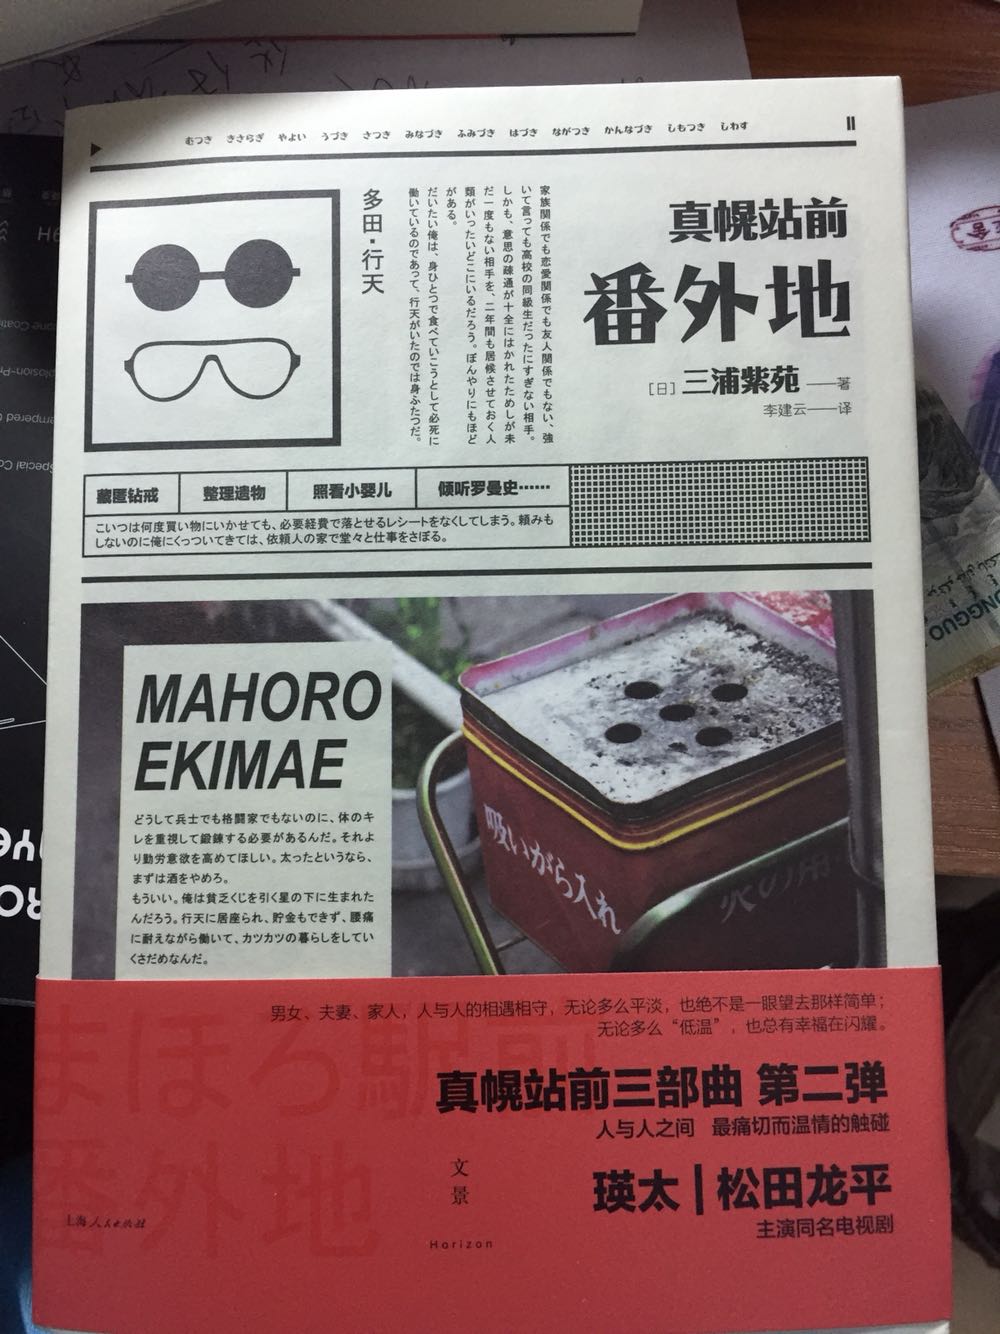 むつき きさらぎ やよい うづき さつき みなづき ふみづき はづき ながつき かんなづき しもつき しわす
真幌站前
番外地
[日] 三浦紫苑——著
李建云——译
家族関係でも恋愛関係でも友人関係でもない、強
いて言っても高校の同級生だったにすぎない相手。
しかも、意思の疎通が十全にはかれたためしが未
だ一度もない相手を、二年間も居候させておく人
類がいったいどこにいるだろう。ぼんやりにもほど
がある。
だいたい俺は、身ひとつで食べていこうとして必死に
働いているのであって、行天がいたのでは身ふたつだ。
多田·行天
藏匿钻戒
整理遗物
照看小婴儿
倾听罗曼史……
こいつは何度買い物にいかせても、必要経費で落とせるレシートをなくしてしまう。頼みも
しないのに俺にくっついてきては、依頼人の家で堂々と仕事をさぼる。
MAHORO
EKIMAE
どうして兵士でも格闘家でもないのに、体のキ
レを重視して鍛錬する必要があるんだ。それよ
り勤労意欲を高めてほしい。太ったというなら、
まずは酒をやめろ。
もういい。俺は貧乏くじを引く星の下に生まれた
んだろう。行天に居座られ、貯金もできず、腰痛
に耐えながら働いて、カツカツの暮らしをしてい
くさだめなんだ。
吸いがら入れ
火の用
男女、夫妻、家人，人与人的相遇相守，无论多么平淡，也绝不是一眼望去那样简单；
无论多么“低温”，也总有幸福在闪耀。
まほろ駅前
番外地
真幌站前三部曲 第二弹
人与人之间 最痛切而温情的触碰
瑛太|松田龙平
主演同名电视剧
文景
Horizon
上海人民出版社
ONGGUO